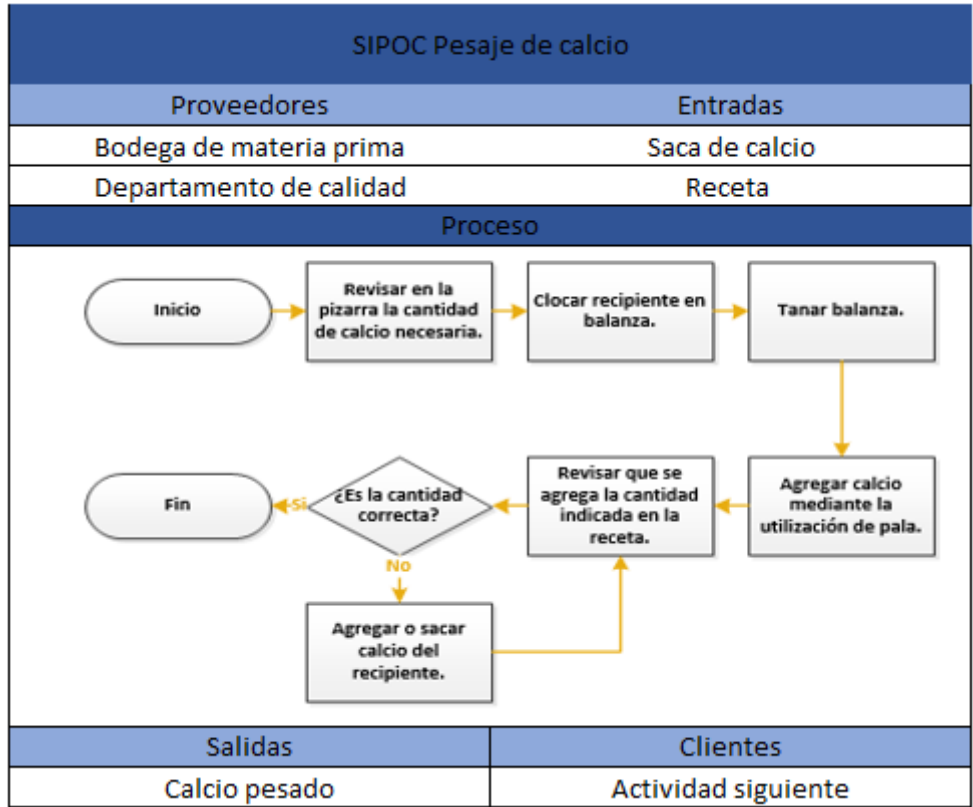 SIPOC Pesaje de calcio
Proveedores
Entradas
Bodega de materia prima
Saca de calcio
Departamento de calidad
Receta
Proceso
Inicio
Revisar en la
pizarra la cantidad
de calcio necesaria.
Clocar recipiente en
balanza.
Tanar balanza.
Agregar calcio
mediante la
utilización de pala.
Revisar que se
agrega la cantidad
indicada en la
receta.
¿Es la cantidad
correcta?
Si
Fin
No
Agregar o sacar
calcio del
recipiente.
Salidas
Clientes
Calcio pesado
Actividad siguiente